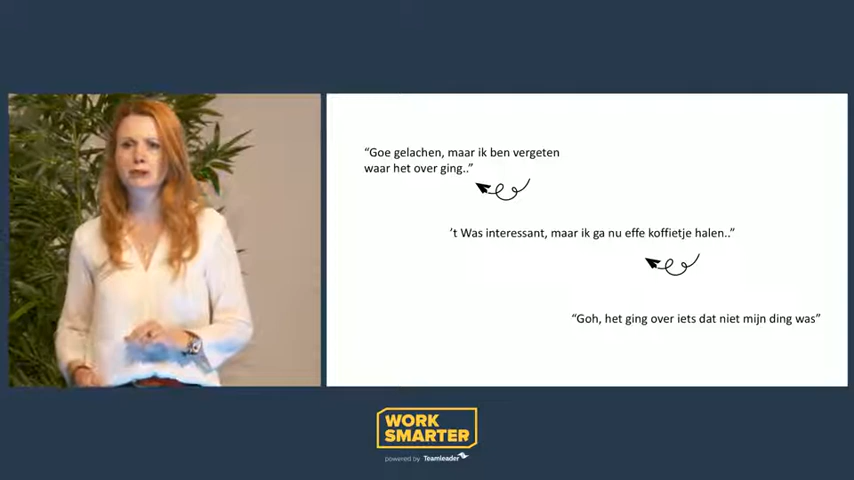 “Goe gelachen, maar ik ben vergeten
waar het over ging..”
‘t Was interessant, maar ik ga nu effe koffietje halen..”
“Goh, het ging over iets dat niet mijn ding was”
WORK
SMARTER
powered by Teamleader